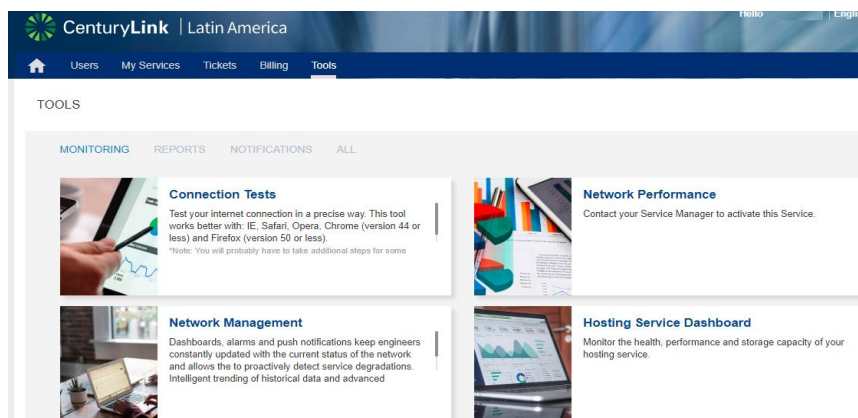 Hello
Engli
CenturyLink | Latin America
Users My Services Tickets Billing Tools
TOOLS
MONITORING REPORTS NOTIFICATIONS ALL
Connection Tests
Test your internet connection in a precise way. This tool
works better with: IE, Safari, Opera, Chrome (version 44 or
less) and Firefox (version 50 or less).
*Note: You will probably have to take additional steps for some
Network Performance
Contact your Service Manager to activate this Service.
Network Management
Dashboards, alarms and push notifications keep engineers
constantly updated with the current status of the network
and allows the to proactively detect service degradations.
Intelligent trending of historical data and advanced
Hosting Service Dashboard
Monitor the health, performance and storage capacity of your
hosting service.